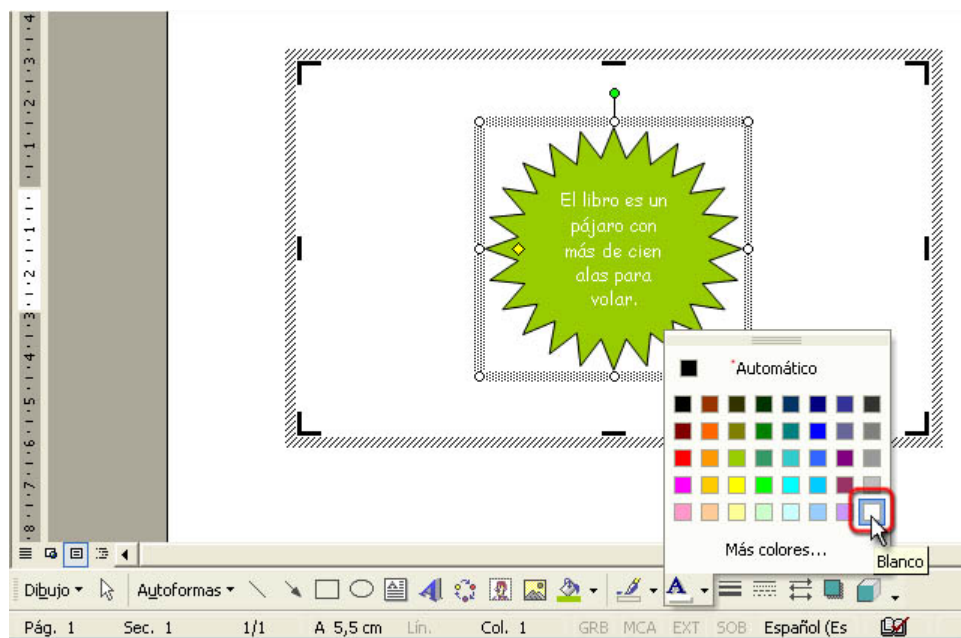 El libro es un
pájaro con
más de cien
alas para
volar.
Automático
Más colores...
Blanco
Dibujo Autoformas
Pág. 1 Sec. 1 1/1 A 5,5 cm Lín. Col. 1 GRB MCA EXT SOB Español (Es